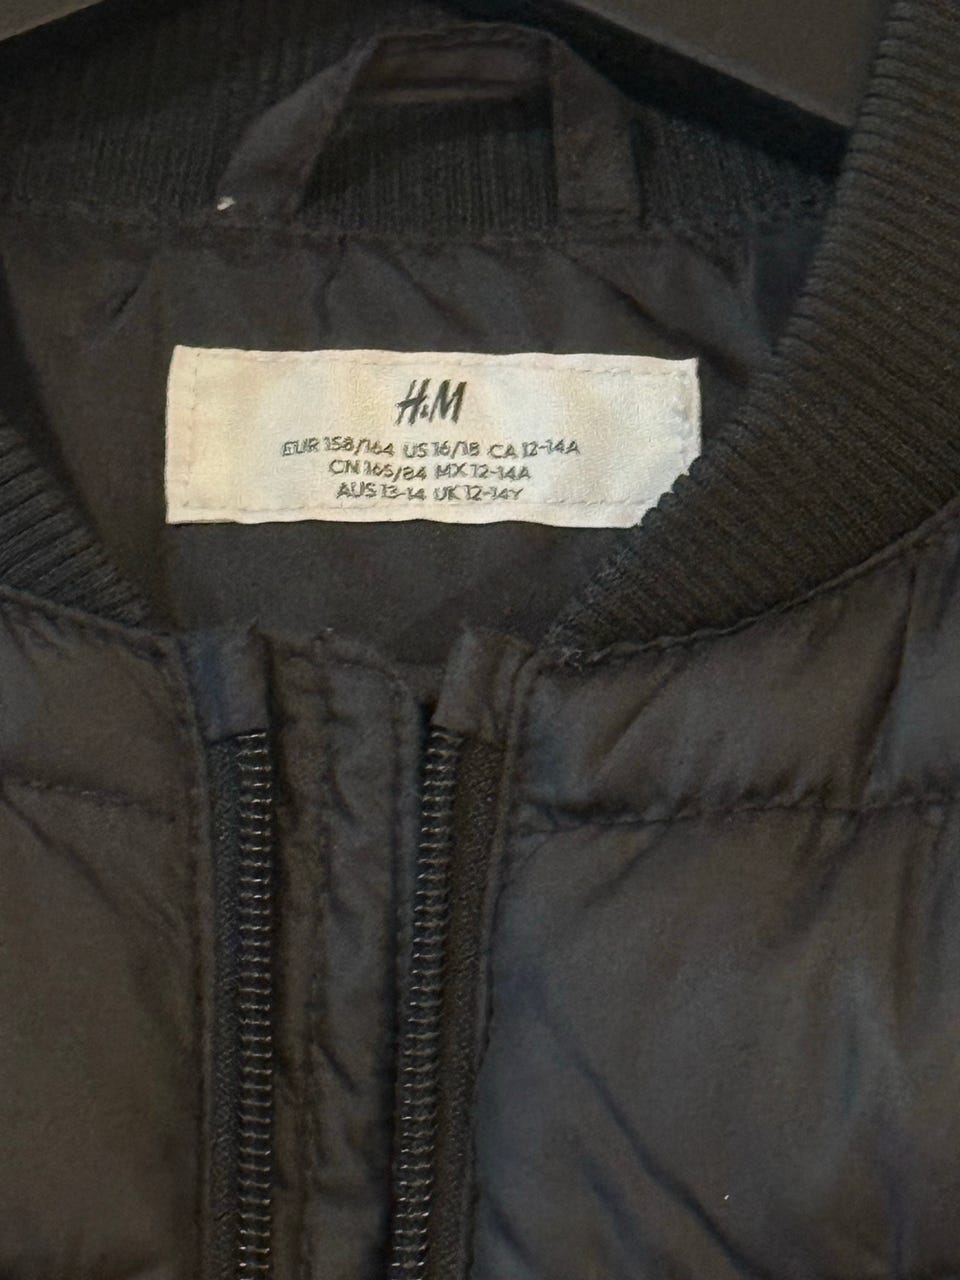 H&M
EUR 158/164 US 16/18 CA 12-14A
CN 165/84 MX 12-14A
AUS 13-14 UK 12-14Y